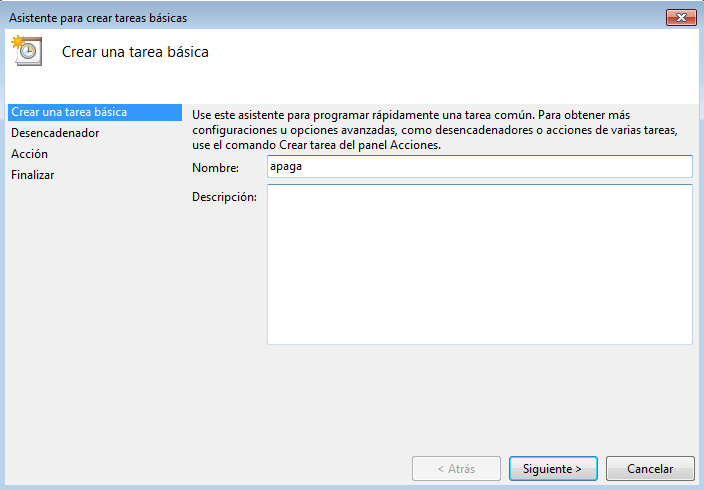 Asistente para crear tareas básicas
Crear una tarea básica
Crear una tarea básica
Desencadenador
Acción
Finalizar
Use este asistente para programar rápidamente una tarea común. Para obtener más
configuraciones u opciones avanzadas, como desencadenadores o acciones de varias tareas,
use el comando Crear tarea del panel Acciones.
Nombre: apaga
Descripción:
< Atrás Siguiente > Cancelar